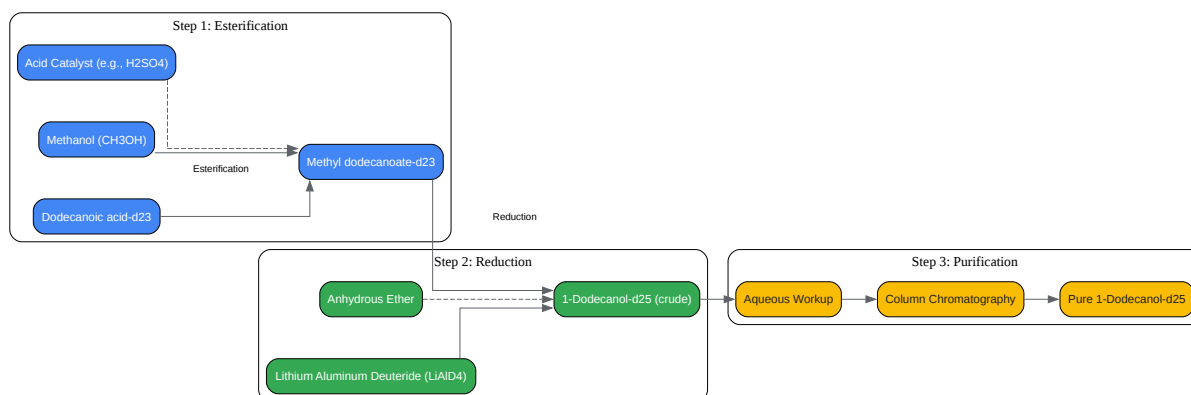 Step 1: Esterification
Acid Catalyst (e.g., H2SO4)
Methanol (CH3OH)
Esterification
Methyl dodecanoate-d23
Dodecanoic acid-d23
Reduction
Step 2: Reduction
Anhydrous Ether
1-Dodecanol-d25 (crude)
Lithium Aluminum Deuteride (LiAlD4)
Step 3: Purification
Aqueous Workup
Column Chromatography
Pure 1-Dodecanol-d25